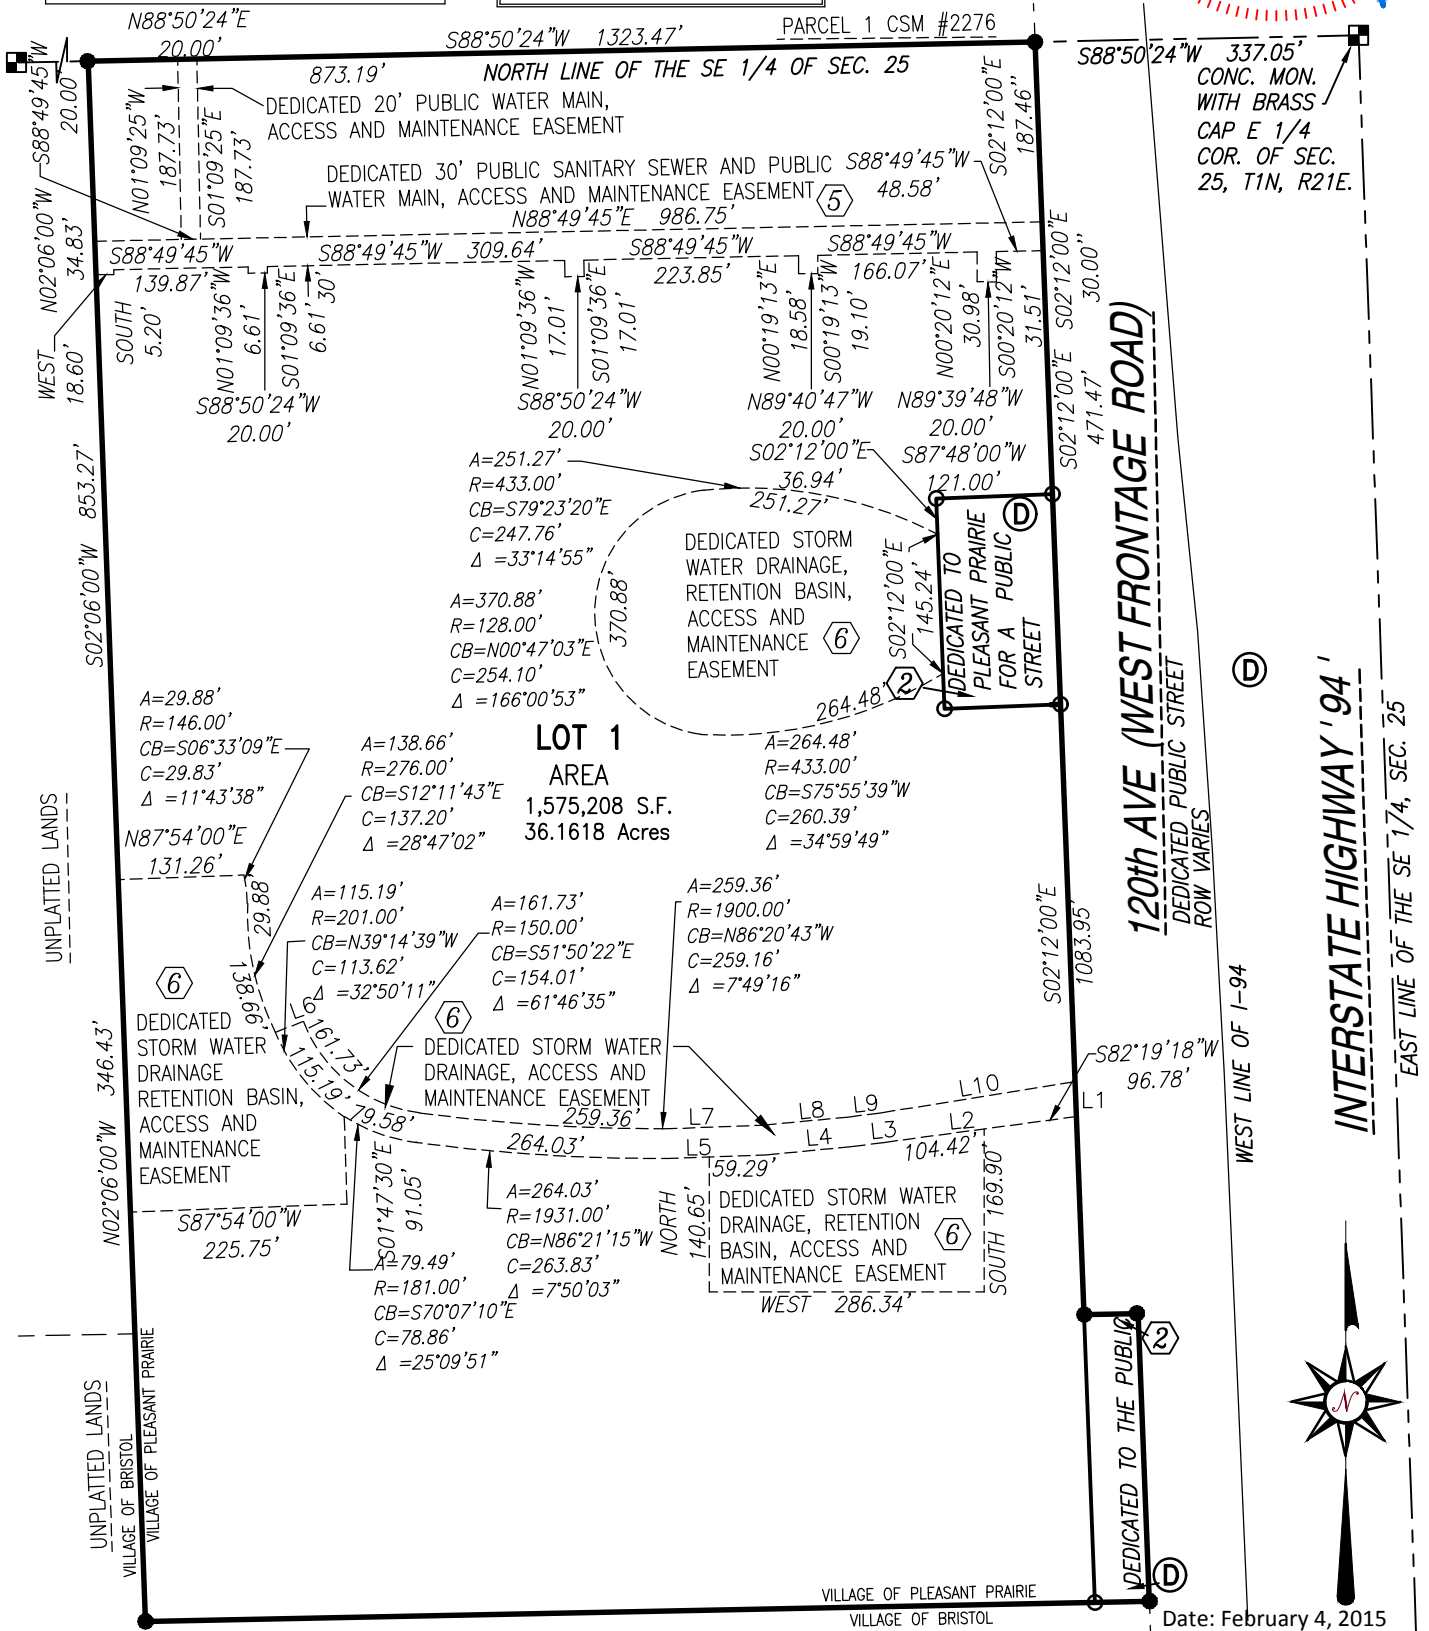 N88°50'24"E
20.00'
S88°50'24"W 1323.47'
PARCEL 1 CSM #2276
S88°50'24"W 337.05'
873.19'
NORTH LINE OF THE SE 1/4 OF SEC. 25
CONC. MON.
WITH BRASS
CAP E 1/4
COR. OF SEC.
25, T1N, R21E.
S88°49'45"W
20.00'
N01°09'25"W
187.73'
S01°09'25"E
187.73'
DEDICATED 20' PUBLIC WATER MAIN,
ACCESS AND MAINTENANCE EASEMENT
S02°12'00"E
187.46"
DEDICATED 30' PUBLIC SANITARY SEWER AND PUBLIC
WATER MAIN, ACCESS AND MAINTENANCE EASEMENT
5
S88°49'45"W
48.58'
N88°49'45"E 986.75'
N02°06'00"W
34.83'
S88°49'45"W
139.87'
S88°49'45"W 309.64'
S88°49'45"W
223.85'
S88°49'45"W
166.07'
S02°12'00"E
30.00"
WEST
18.60'
SOUTH
5.20'
N01°09'36"W
6.61'
S01°09'36"E
6.61'
30'
N01°09'36"W
17.01'
S01°09'36"E
17.01'
N00°19'13"E
18.58'
S00°19'13"W
19.10'
N00°20'12"E
30.98'
S00°20'12"W
31.51'
S88°50'24"W
20.00'
S88°50'24"W
20.00'
N89°40'47"W
20.00'
N89°39'48"W
20.00'
S02°12'00"E
471.47'
S02°06'00"W 853.27'
A=251.27'
R=433.00'
CB=S79°23'20"E
C=247.76'
Δ =33°14'55"
S02°12'00"E
36.94'
S87°48'00"W
121.00'
251.27'
D
DEDICATED TO
PLEASANT PRAIRIE
FOR A PUBLIC
STREET
DEDICATED STORM
WATER DRAINAGE,
RETENTION BASIN,
ACCESS AND
MAINTENANCE
EASEMENT
6
S02°12'00"E
145.24'
370.88'
A=370.88'
R=128.00'
CB=N00°47'03"E
C=254.10'
Δ =166°00'53"
2
264.48'
120th AVE (WEST FRONTAGE ROAD)
DEDICATED PUBLIC STREET
ROW VARIES
D
INTERSTATE HIGHWAY '94'
EAST LINE OF THE SE 1/4, SEC. 25
A=29.88'
R=146.00'
CB=S06°33'09"E
C=29.83'
Δ =11°43'38"
A=138.66'
R=276.00'
CB=S12°11'43"E
C=137.20'
Δ =28°47'02"
LOT 1
AREA
1,575,208 S.F.
36.1618 Acres
A=264.48'
R=433.00'
CB=S75°55'39"W
C=260.39'
Δ =34°59'49"
UNPLATTED LANDS
N87°54'00"E
131.26'
29.88
A=115.19'
R=201.00'
CB=N39°14'39"W
C=113.62'
Δ =32°50'11"
A=161.73'
R=150.00'
CB=S51°50'22"E
C=154.01'
Δ =61°46'35"
A=259.36'
R=1900.00'
CB=N86°20'43"W
C=259.16'
Δ =7°49'16"
S02°12'00"E
1083.95'
WEST LINE OF I-94
6
DEDICATED
STORM WATER
DRAINAGE
RETENTION BASIN,
ACCESS AND
MAINTENANCE
EASEMENT
138.66'
L6
161.73'
115.19'
79.58'
6
DEDICATED STORM WATER
DRAINAGE, ACCESS AND
MAINTENANCE EASEMENT
S82°19'18"W
96.78'
N02°06'00"W 346.43'
259.36'
L7
L8
L9
L10
L1
264.03'
L5
L4
L3
L2
59.29'
104.42'
S87°54'00"W
225.75'
S01°47'30"E
91.05'
A=264.03'
R=1931.00'
CB=N86°21'15"W
C=263.83'
Δ =7°50'03"
NORTH
140.65'
DEDICATED STORM WATER
DRAINAGE, RETENTION
BASIN, ACCESS AND
MAINTENANCE EASEMENT
6
SOUTH 169.90'
WEST 286.34'
A=79.49'
R=181.00'
CB=S70°07'10"E
C=78.86'
Δ =25°09'51"
2
DEDICATED TO THE PUBLIC
D
N
UNPLATTED LANDS
VILLAGE OF BRISTOL
VILLAGE OF PLEASANT PRAIRIE
VILLAGE OF PLEASANT PRAIRIE
VILLAGE OF BRISTOL
Date: February 4, 2015